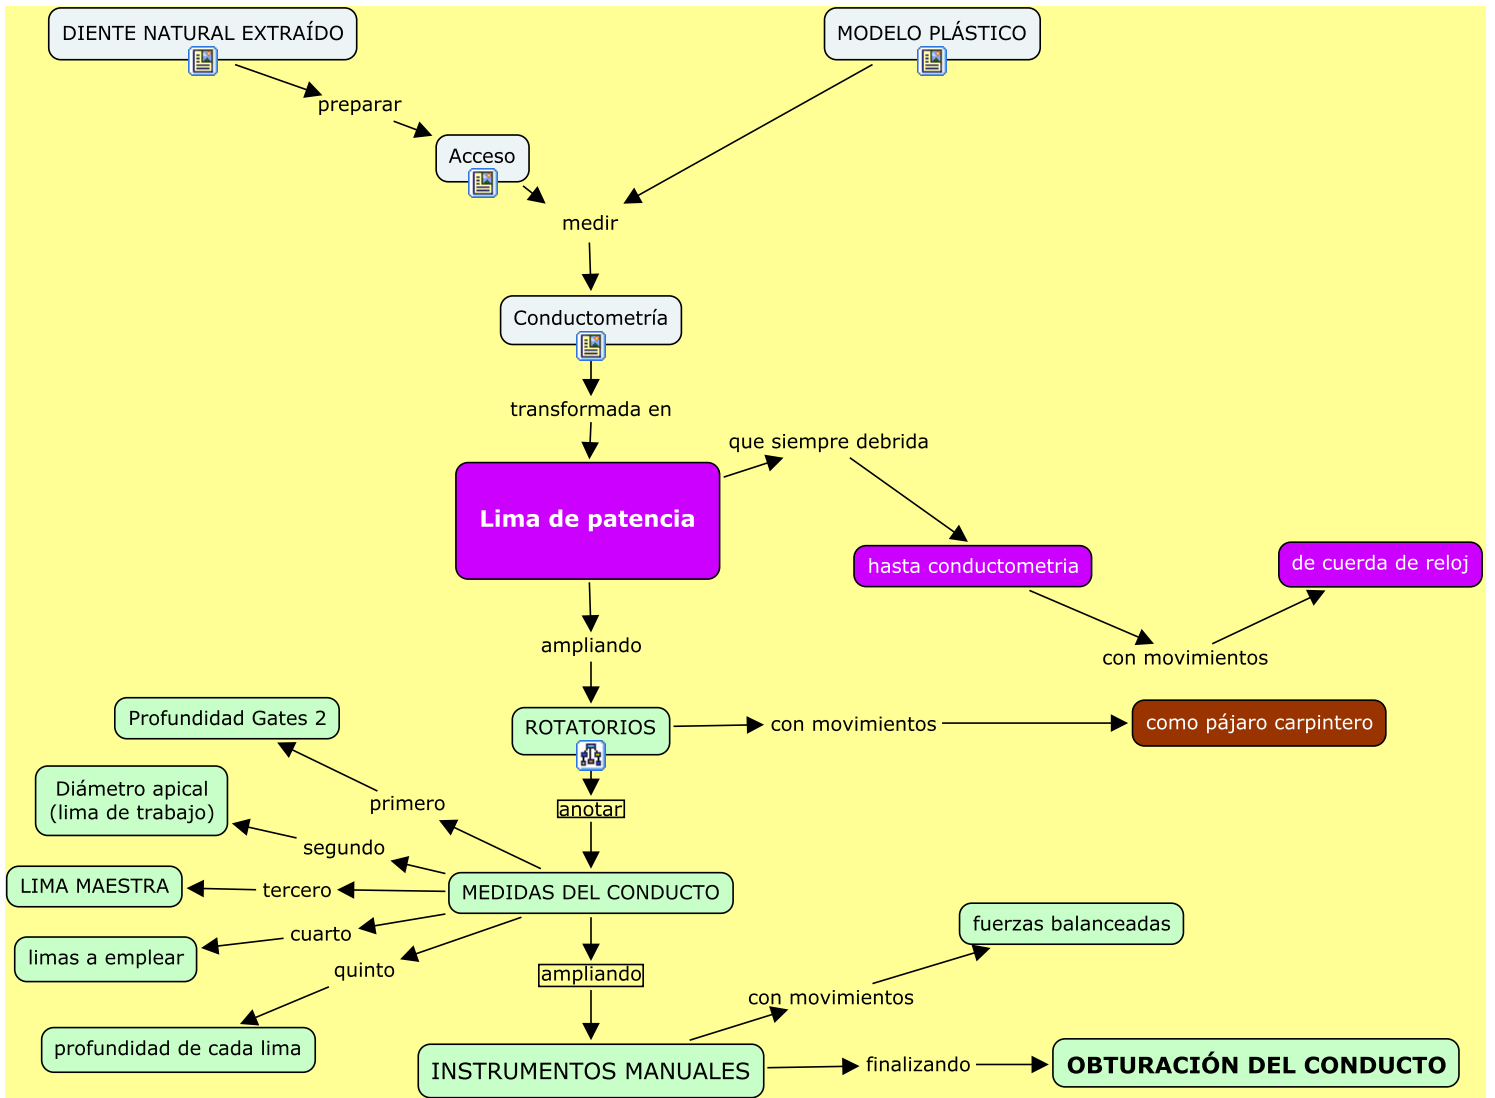 DIENTE NATURAL EXTRAÍDO
MODELO PLÁSTICO
preparar
Acceso
medir
Conductometría
transformada en
que siempre debrida
Lima de patencia
hasta conductometria
de cuerda de reloj
ampliando
con movimientos
Profundidad Gates 2
ROTATORIOS
con movimientos
como pájaro carpintero
Diámetro apical
(lima de trabajo)
primero
anotar
segundo
LIMA MAESTRA
tercero
MEDIDAS DEL CONDUCTO
cuarto
fuerzas balanceadas
limas a emplear
quinto
ampliando
con movimientos
profundidad de cada lima
INSTRUMENTOS MANUALES
finalizando
OBTURACIÓN DEL CONDUCTO